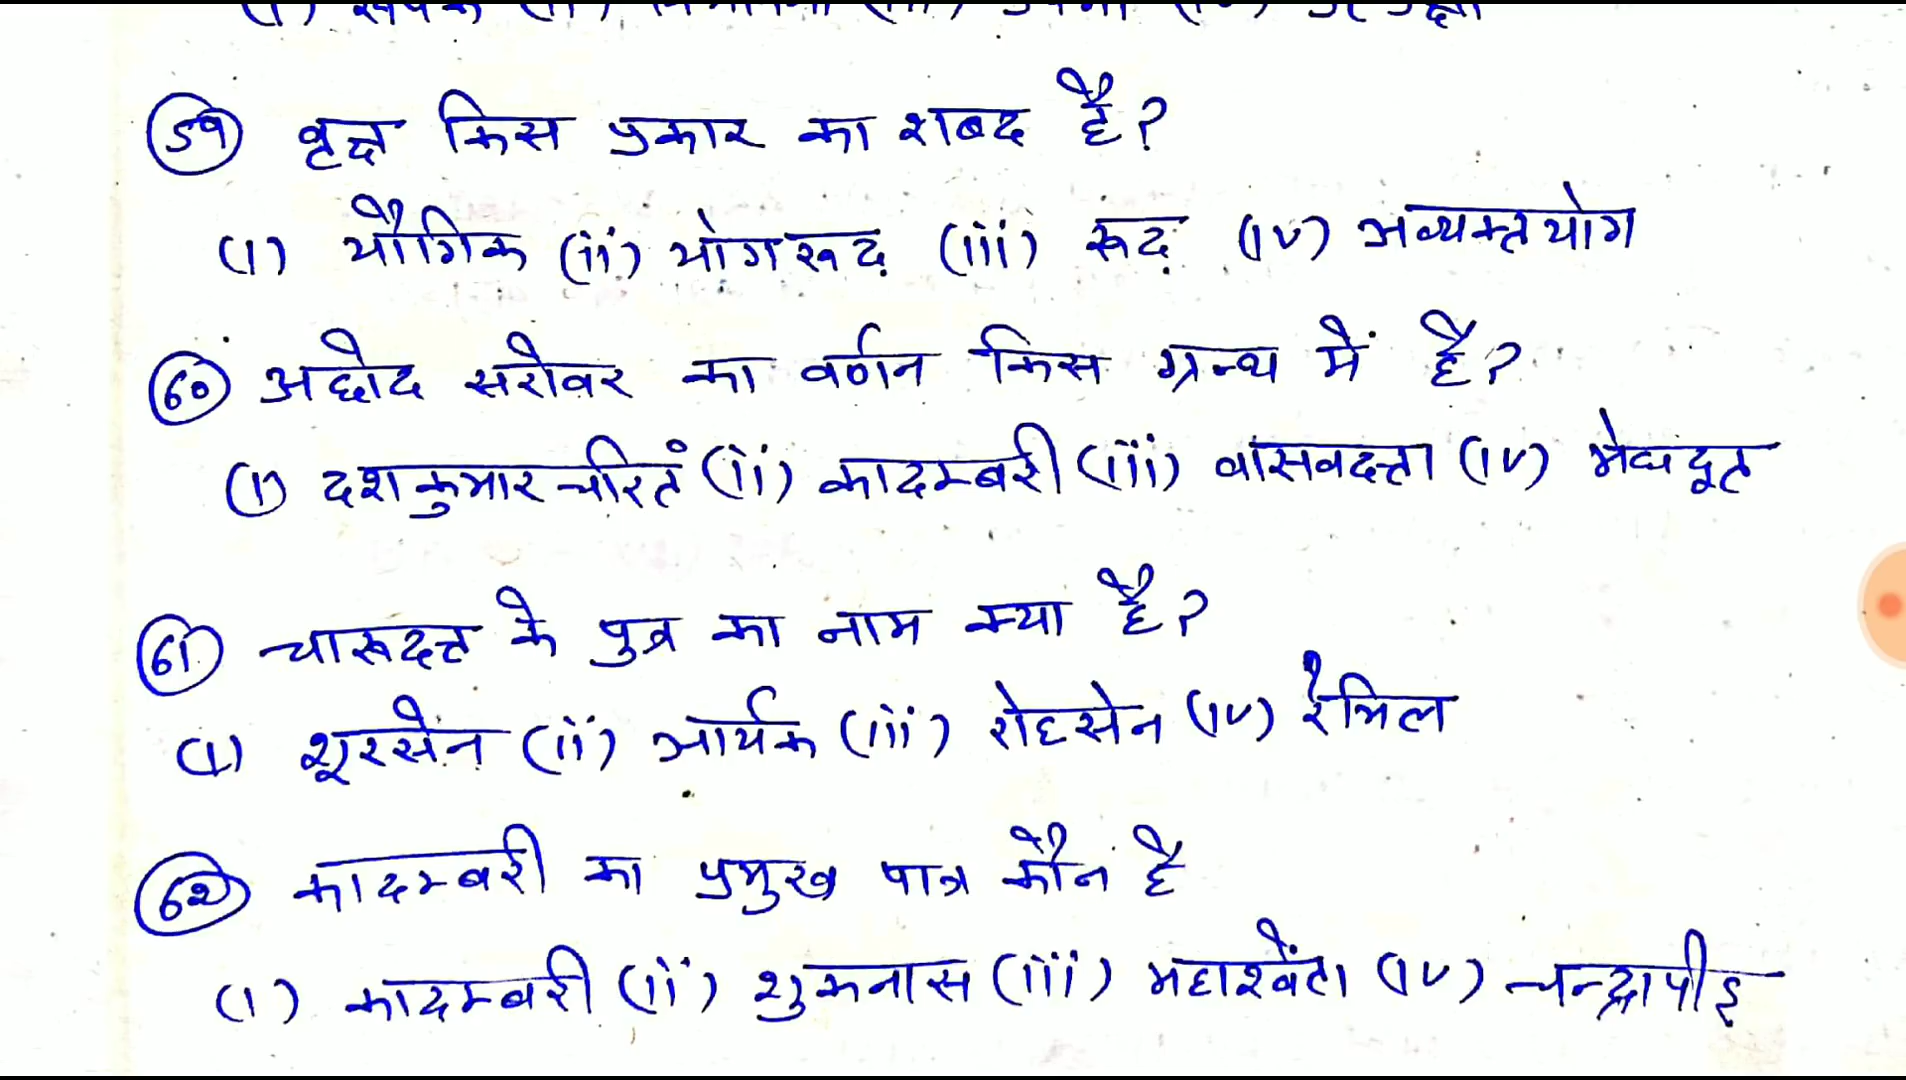 59 वृक्ष किस प्रकार का शब्द है?
(i) यौगिक (ii) योगरूढ़ (iii) रूढ़ (iv) अव्यक्तयोग
60 अछोद सरोवर का वर्णन किस ग्रन्थ में है?
(i) दशकुमारचरितं (ii) कादम्बरी (iii) वासवदत्ता (iv) मेघदूत
61 चारूदत्त के पुत्र का नाम क्या है?
(i) शूरसेन (ii) आर्यक (iii) रोहसेन (iv) रैभिल
62 कादम्बरी का प्रमुख पात्र कौन है
(i) कादम्बरी (ii) शुकनास (iii) महाश्वेता (iv) चन्द्रापीड